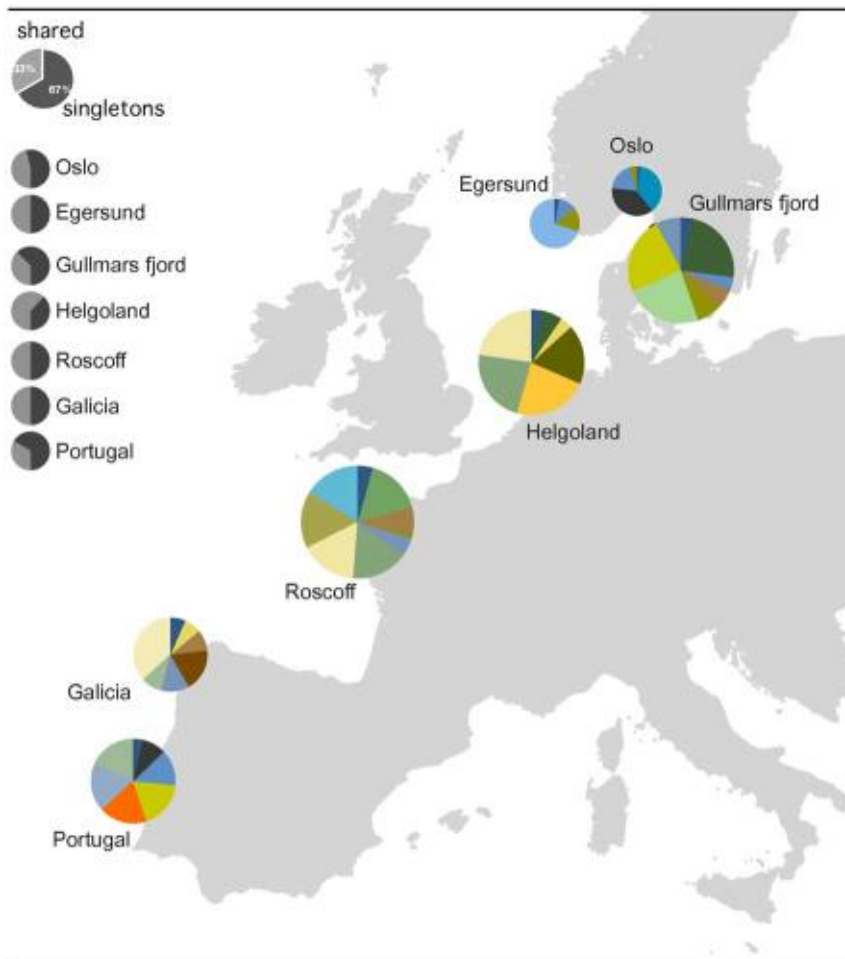 shared
33%
67%
singletons
Oslo
Egersund
Gullmars fjord
Helgoland
Roscoff
Galicia
Portugal
Oslo
Egersund
Gullmars fjord
Helgoland
Roscoff
Galicia
Portugal